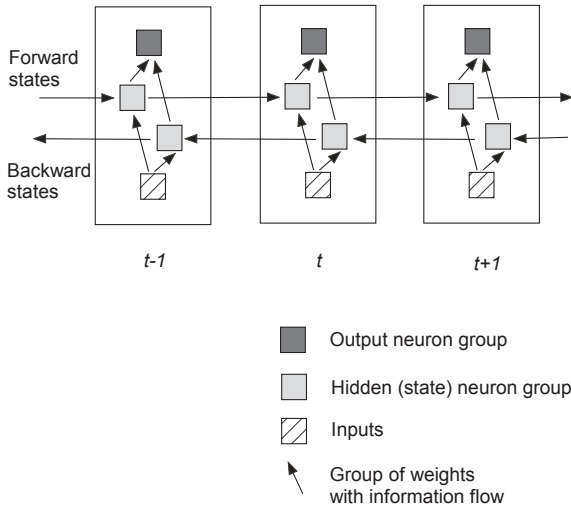 Forward
states
Backward
states
t-1
t
t+1
Output neuron group
Hidden (state) neuron group
Inputs
Group of weights
with information flow